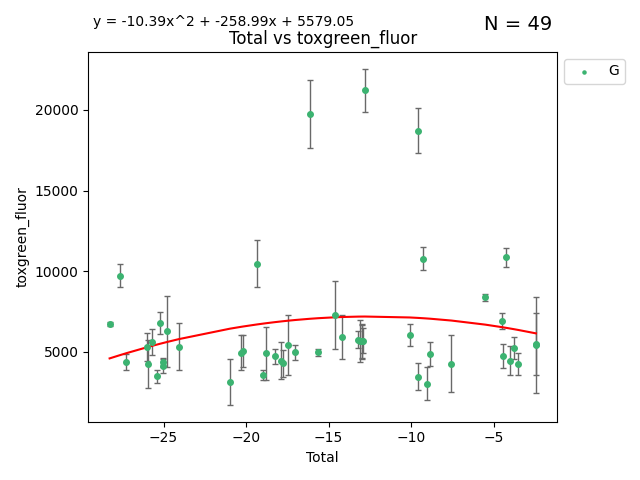 y = -10.39x^2 + -258.99x + 5579.05
N = 49
Total vs toxgreen_fluor
G
20000
15000
10000
5000
toxgreen_fluor
−25
−20
−15
−10
−5
Total